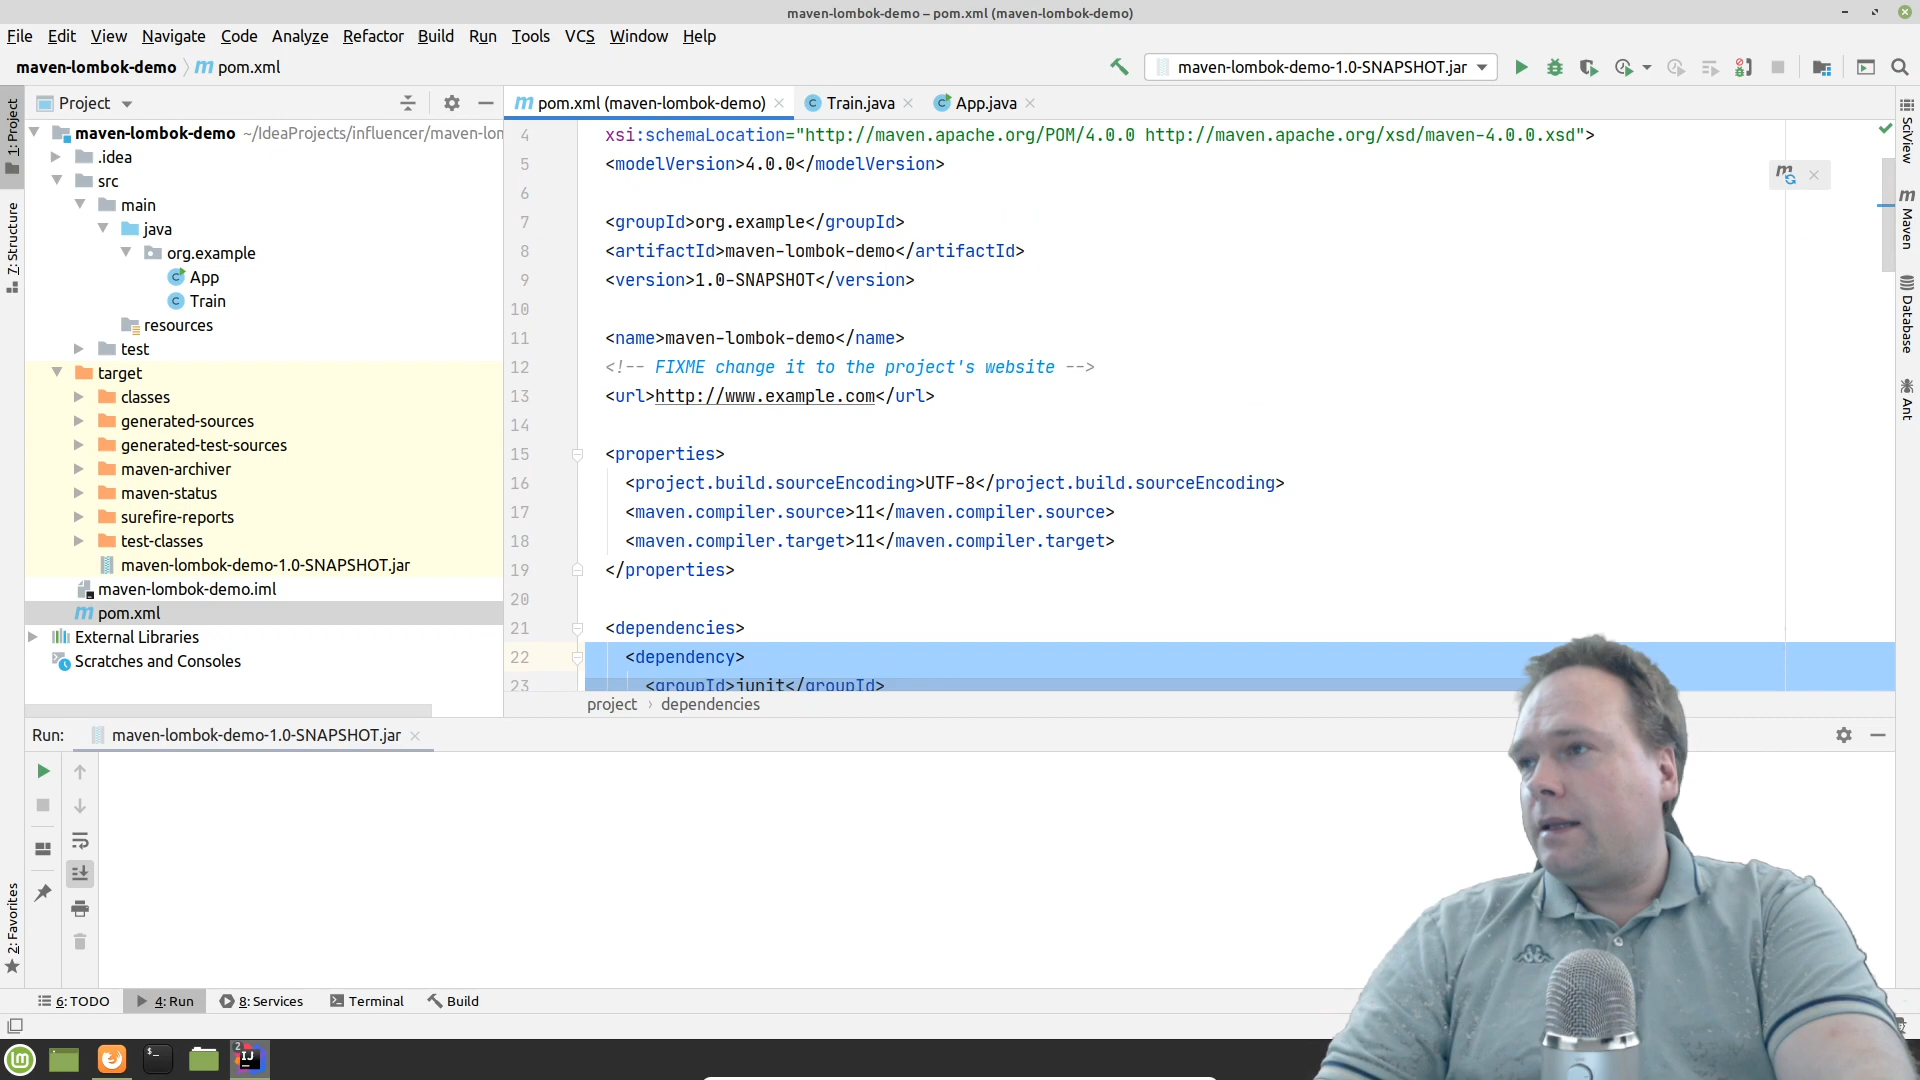 maven-lombok-demo – pom.xml (maven-lombok-demo)
File Edit View Navigate Code Analyze Refactor Build Run Tools VCS Window Help
maven-lombok-demo pom.xml
maven-lombok-demo-1.0-SNAPSHOT.jar
1: Project
7: Structure
2: Favorites
Project
maven-lombok-demo ~/IdeaProjects/influencer/maven-lon
.idea
src
main
java
org.example
App
Train
resources
test
target
classes
generated-sources
generated-test-sources
maven-archiver
maven-status
surefire-reports
test-classes
maven-lombok-demo-1.0-SNAPSHOT.jar
maven-lombok-demo.iml
pom.xml
External Libraries
Scratches and Consoles
pom.xml (maven-lombok-demo) Train.java App.java
4 xsi:schemaLocation="http://maven.apache.org/POM/4.0.0 http://maven.apache.org/xsd/maven-4.0.0.xsd">
5 <modelVersion>4.0.0</modelVersion>
6
7 <groupId>org.example</groupId>
8 <artifactId>maven-lombok-demo</artifactId>
9 <version>1.0-SNAPSHOT</version>
10
11 <name>maven-lombok-demo</name>
12 <!-- FIXME change it to the project's website -->
13 <url>http://www.example.com</url>
14
15 <properties>
16 <project.build.sourceEncoding>UTF-8</project.build.sourceEncoding>
17 <maven.compiler.source>11</maven.compiler.source>
18 <maven.compiler.target>11</maven.compiler.target>
19 </properties>
20
21 <dependencies>
22 <dependency>
23 <groupId>junit</groupId>
project › dependencies
SciView
Maven
Database
Ant
Run: maven-lombok-demo-1.0-SNAPSHOT.jar
6: TODO 4: Run 8: Services Terminal Build
2
IJ